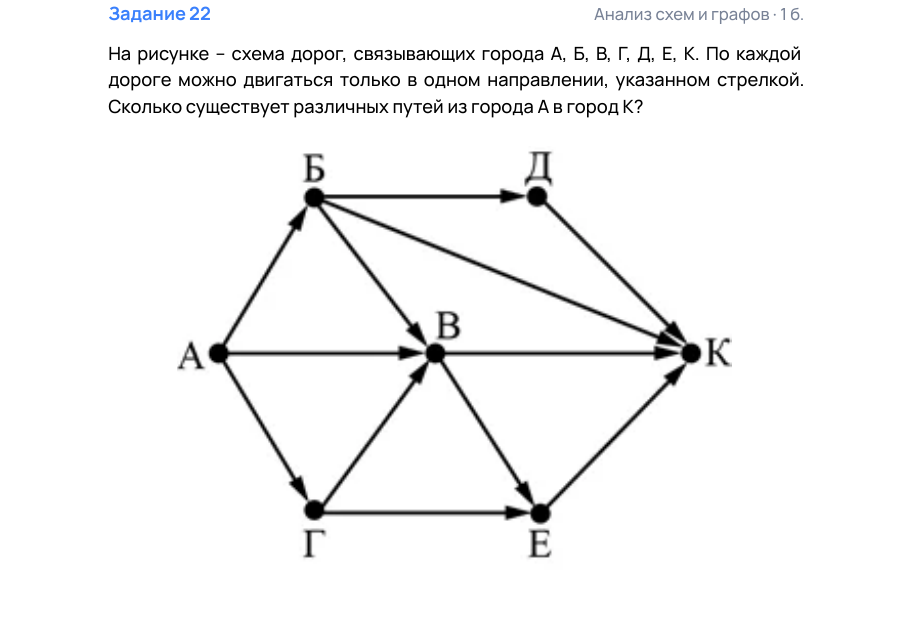 Задание 22
Анализ схем и графов · 1 б.
На рисунке – схема дорог, связывающих города А, Б, В, Г, Д, Е, К. По каждой
дороге можно двигаться только в одном направлении, указанном стрелкой.
Сколько существует различных путей из города А в город К?
Б
Д
В
А
К
Г
Е